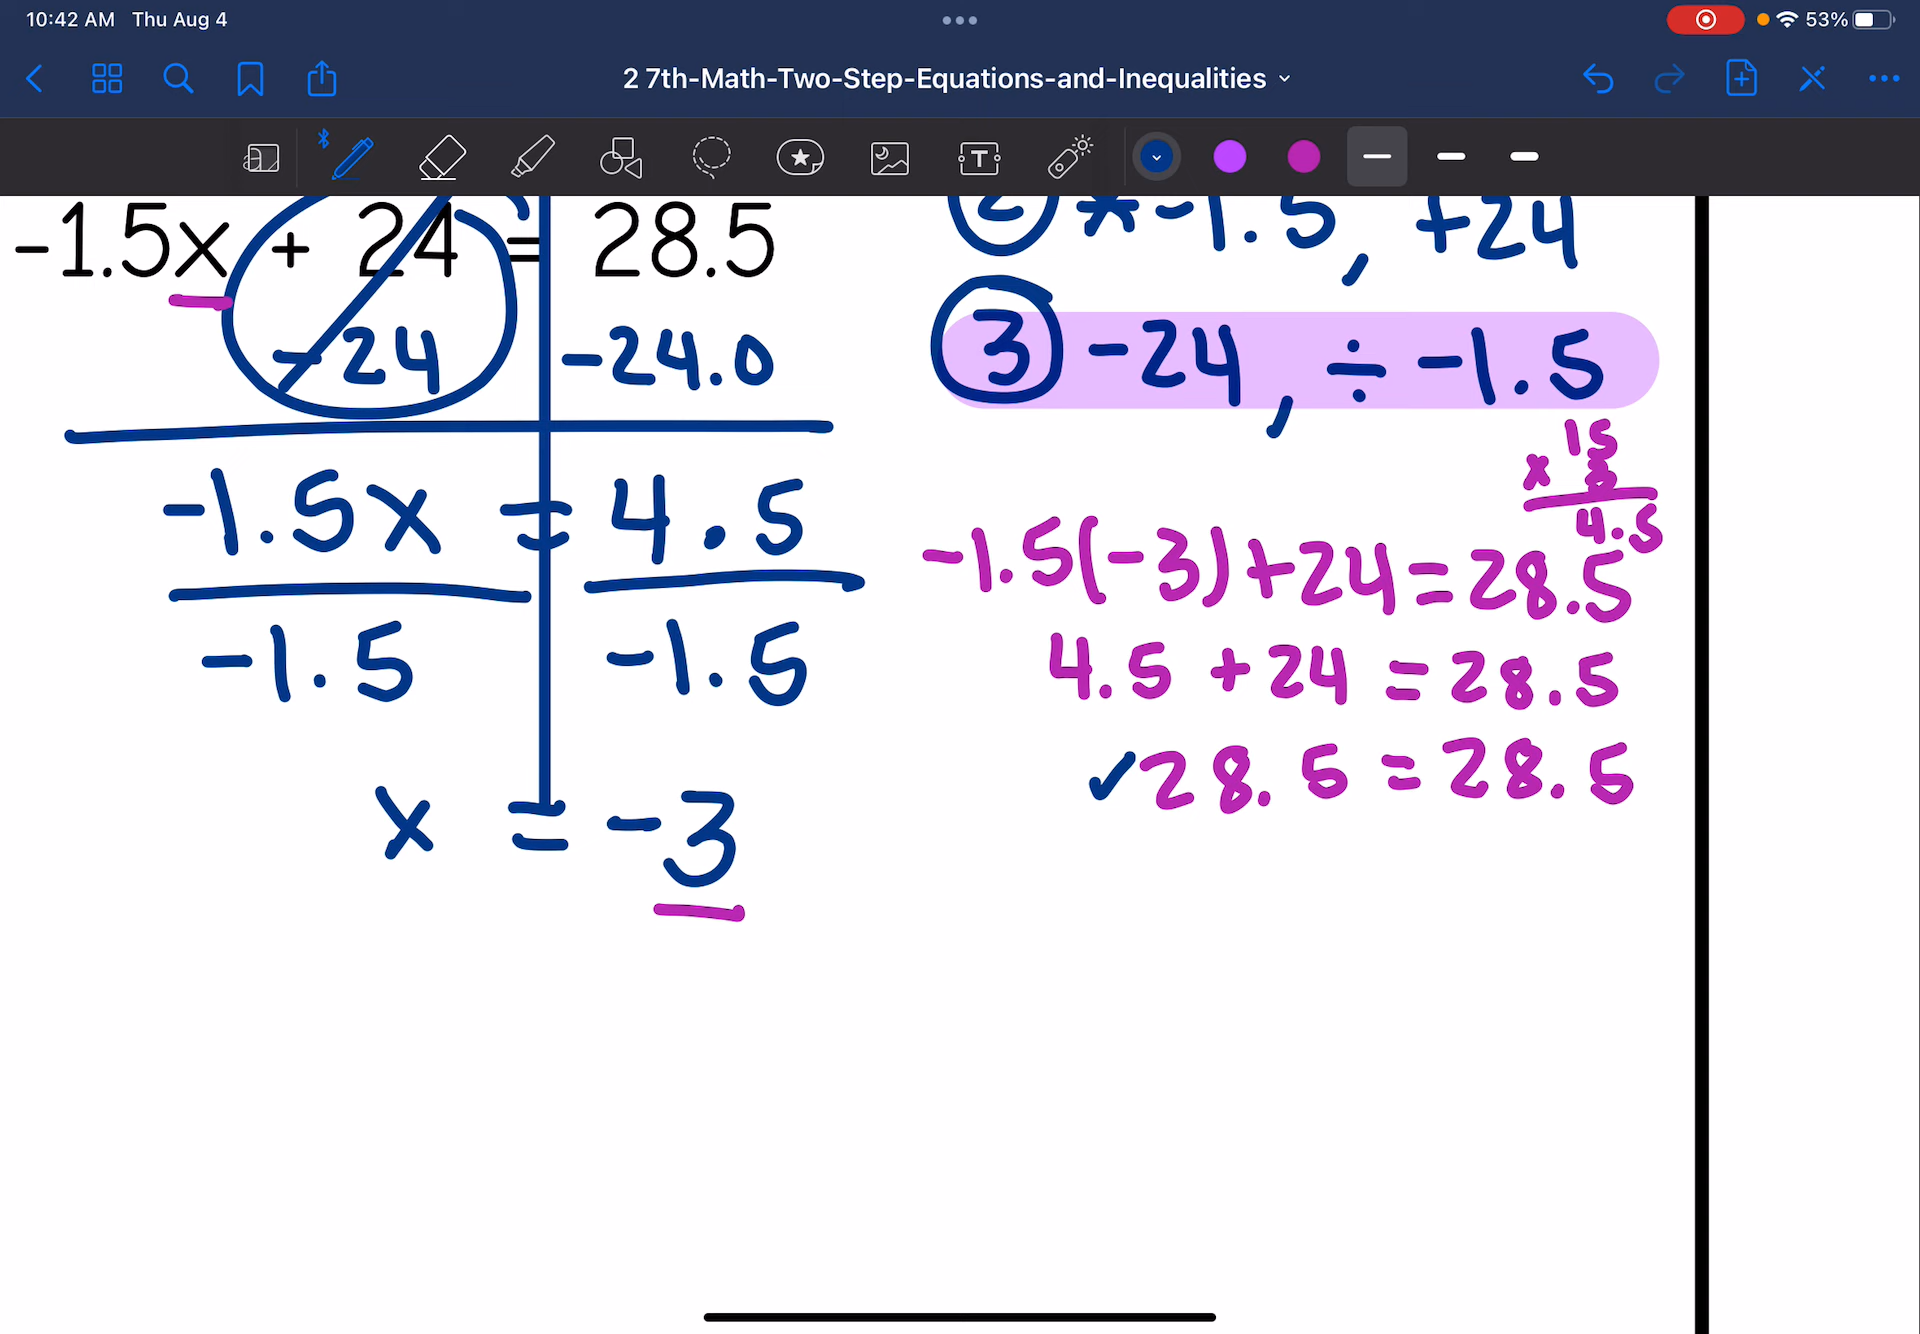 10:42 AM Thu Aug 4
53%
2 7th-Math-Two-Step-Equations-and-Inequalities
-1.5x + 24 = 28.5
-24 -24.0
-1.5x = 4.5
-1.5 -1.5
x = -3
2 * -1.5, +24
3 -24, ÷ -1.5
15
x 3
4.5
-1.5(-3)+24=28.5
4.5 +24 = 28.5
✓28.5 = 28.5